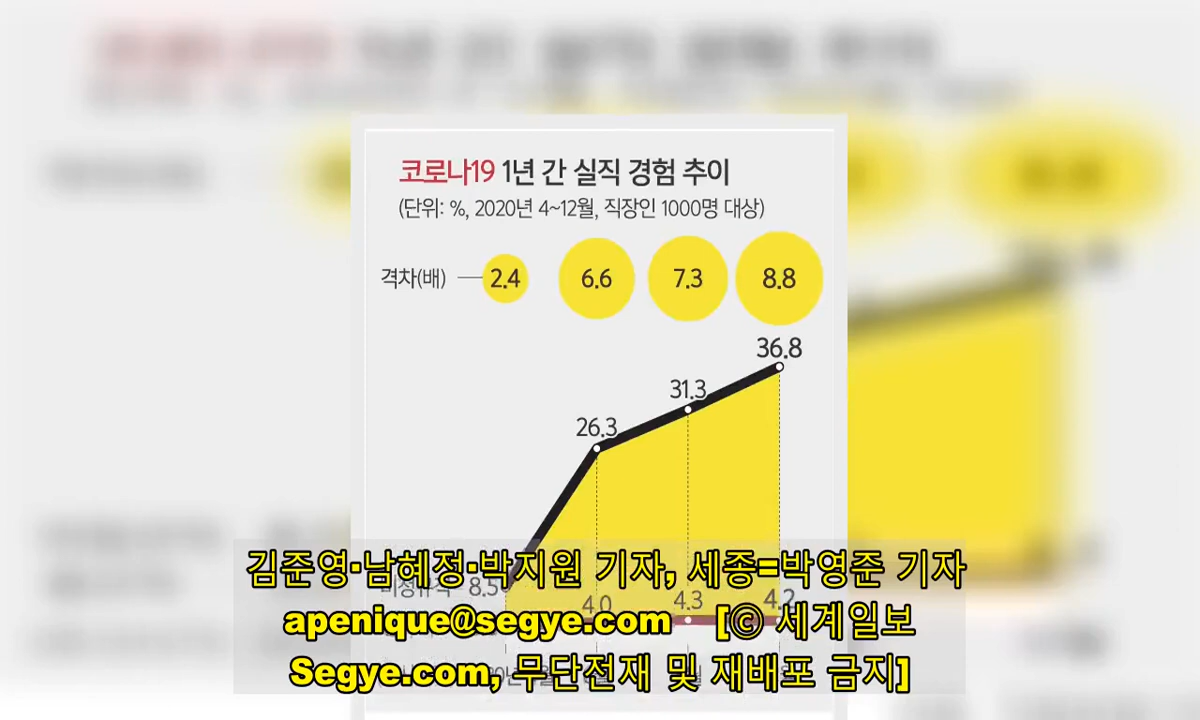 코로나19 1년 간 실직 경험 추이
(단위: %, 2020년 4~12월, 직장인 1000명 대상)
격차(배) 2.4 6.6 7.3 8.8
36.8
31.3
26.3
8.5
4.0 4.3 4.2
김준영·남혜정·박지원 기자, 세종=박영준 기자
apenique@segye.com [ⓒ 세계일보
Segye.com, 무단전재 및 재배포 금지]